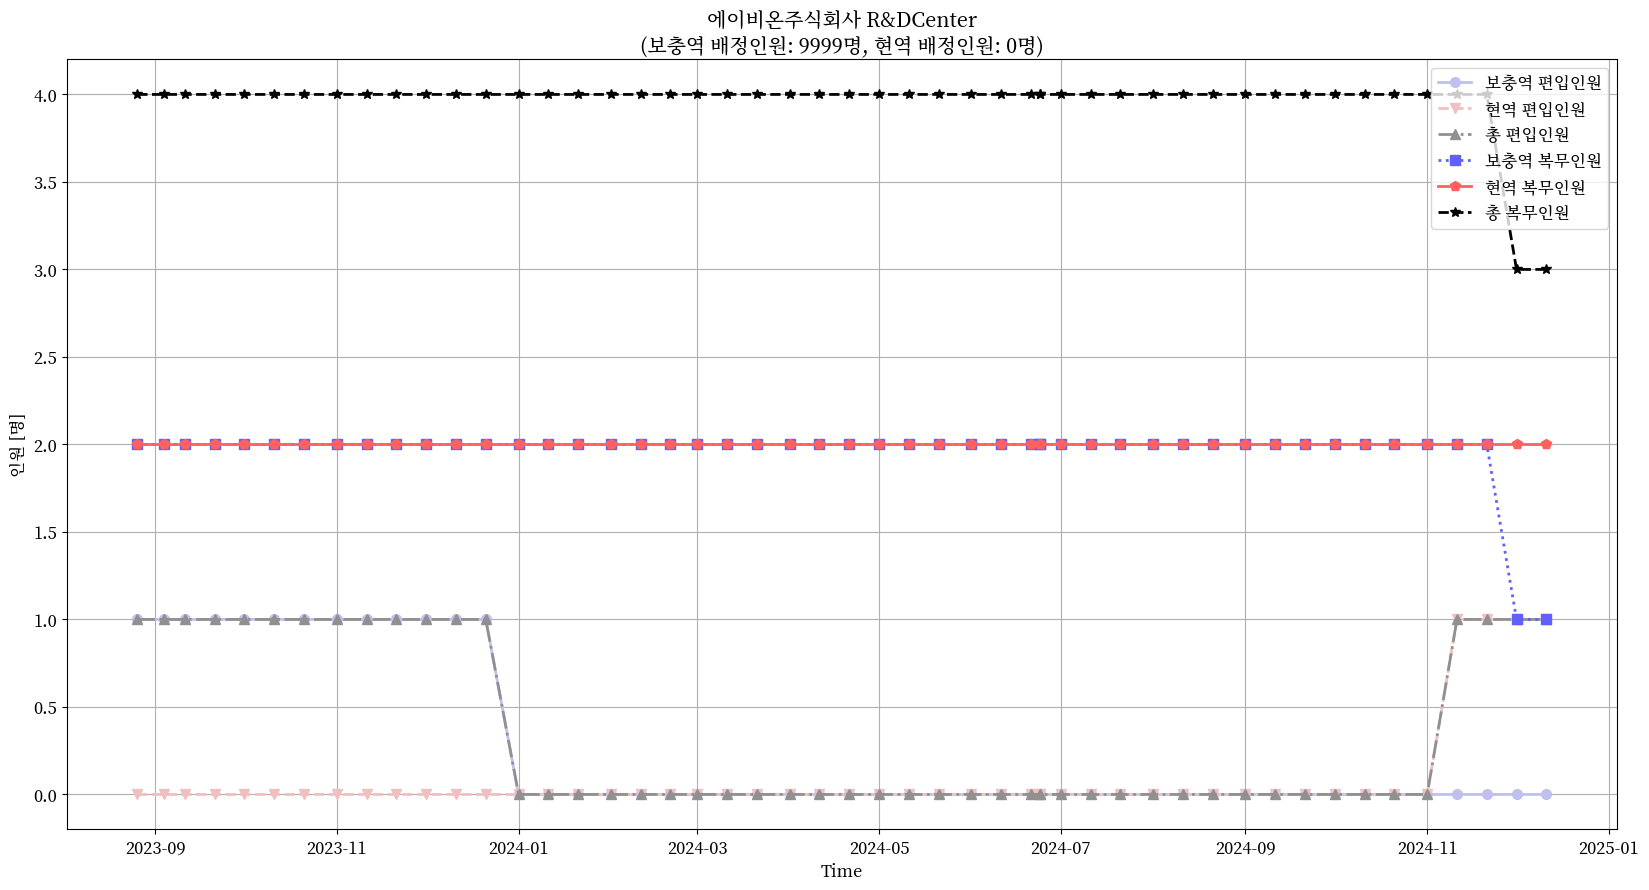 에이비온주식회사 R&DCenter
(보충역 배정인원: 9999명, 현역 배정인원: 0명)
보충역 편입인원
현역 편입인원
총 편입인원
보충역 복무인원
현역 복무인원
총 복무인원
4.0
3.5
3.0
2.5
2.0
1.5
1.0
0.5
0.0
인원 [명]
2023-09 2023-11 2024-01 2024-03 2024-05 2024-07 2024-09 2024-11 2025-01
Time